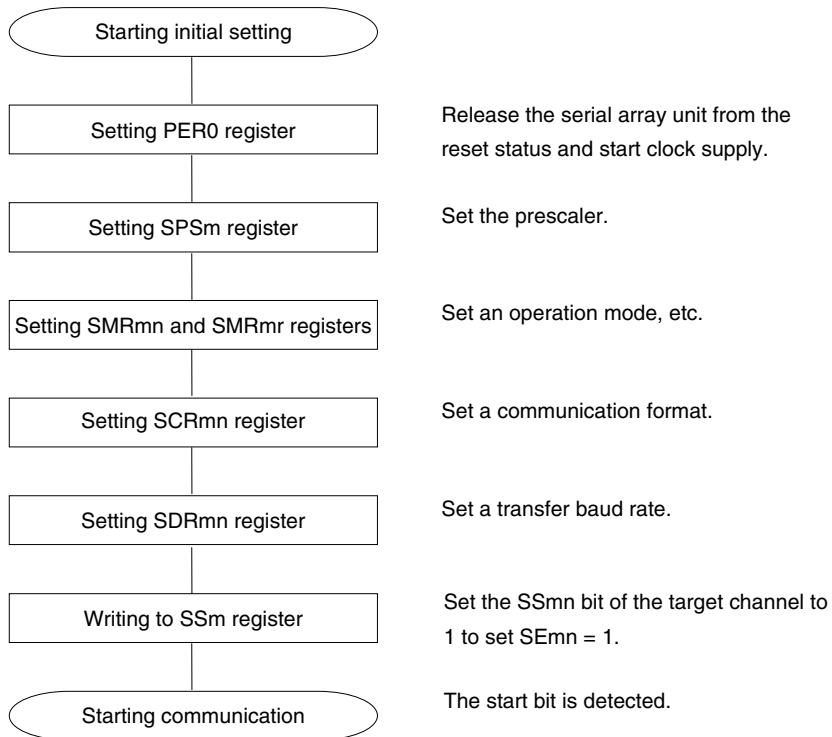 Starting initial setting
Setting PER0 register
Release the serial array unit from the
reset status and start clock supply.
Setting SPSm register
Set the prescaler.
Setting SMRmn and SMRmr registers
Set an operation mode, etc.
Setting SCRmn register
Set a communication format.
Setting SDRmn register
Set a transfer baud rate.
Writing to SSm register
Set the SSmn bit of the target channel to
1 to set SEmn = 1.
Starting communication
The start bit is detected.